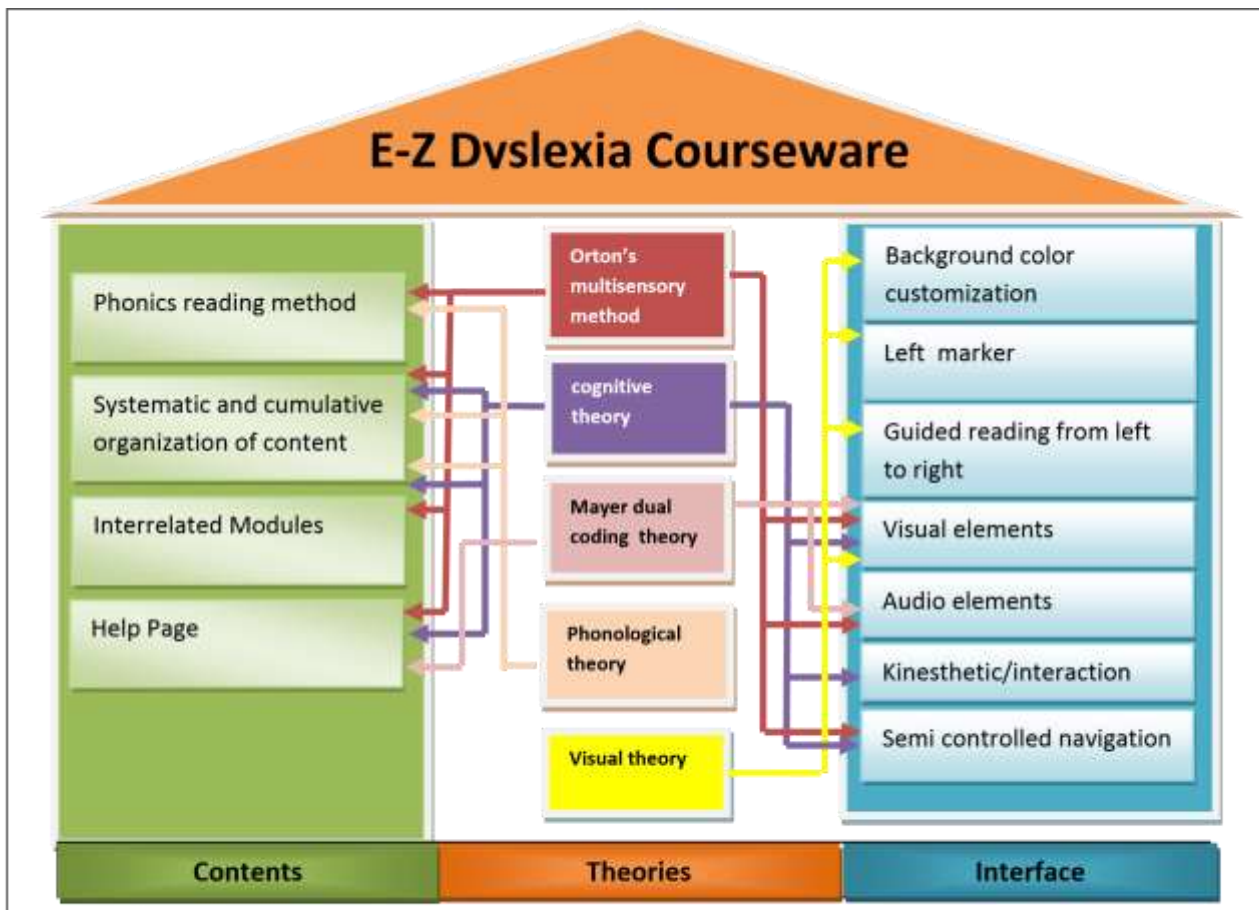 E-Z Dyslexia Courseware
Phonics reading method
Systematic and cumulative
organization of content
Interrelated Modules
Help Page
Orton's
multisensory
method
cognitive
theory
Mayer dual
coding theory
Phonological
theory
Visual theory
Background color
customization
Left marker
Guided reading from left
to right
Visual elements
Audio elements
Kinesthetic/interaction
Semi controlled navigation
Contents
Theories
Interface